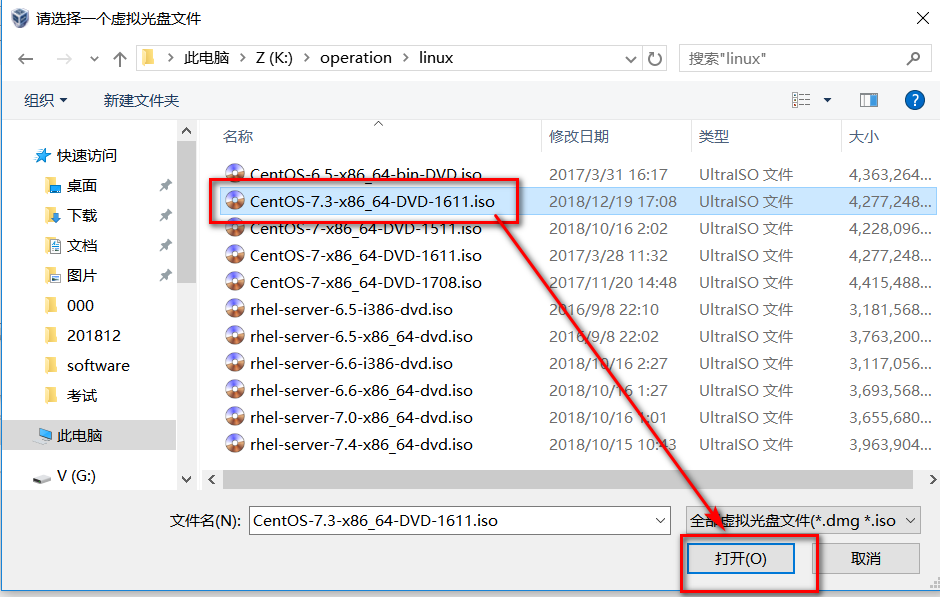 请选择一个虚拟光盘文件
此电脑 > Z (K:) > operation > linux
搜索"linux"
组织 新建文件夹
名称 修改日期 类型 大小
快速访问
桌面
下载
文档
图片
000
201812
software
考试
此电脑
V (G:)
CentOS-6.5-x86_64-bin-DVD.iso 2017/3/31 16:17 UltraISO 文件 4,363,264...
CentOS-7.3-x86_64-DVD-1611.iso 2018/12/19 17:08 UltraISO 文件 4,277,248...
CentOS-7-x86_64-DVD-1511.iso 2018/10/16 2:02 UltraISO 文件 4,228,096...
CentOS-7-x86_64-DVD-1611.iso 2017/3/28 11:32 UltraISO 文件 4,277,248...
CentOS-7-x86_64-DVD-1708.iso 2017/11/20 14:48 UltraISO 文件 4,415,488...
rhel-server-6.5-i386-dvd.iso 2016/9/8 22:10 UltraISO 文件 3,181,568...
rhel-server-6.5-x86_64-dvd.iso 2016/9/8 22:02 UltraISO 文件 3,763,200...
rhel-server-6.6-i386-dvd.iso 2018/10/16 2:27 UltraISO 文件 3,117,056...
rhel-server-6.6-x86_64-dvd.iso 2018/10/16 1:27 UltraISO 文件 3,693,568...
rhel-server-7.0-x86_64-dvd.iso 2018/10/16 1:01 UltraISO 文件 3,655,680...
rhel-server-7.4-x86_64-dvd.iso 2018/10/15 10:43 UltraISO 文件 3,963,904...
文件名(N): CentOS-7.3-x86_64-DVD-1611.iso 全部虚拟光盘文件(*.dmg *.iso
打开(O) 取消